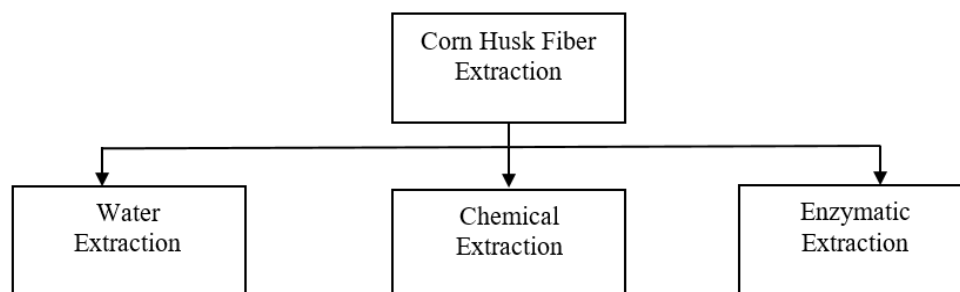 Corn Husk Fiber
Extraction
Water
Extraction
Chemical
Extraction
Enzymatic
Extraction